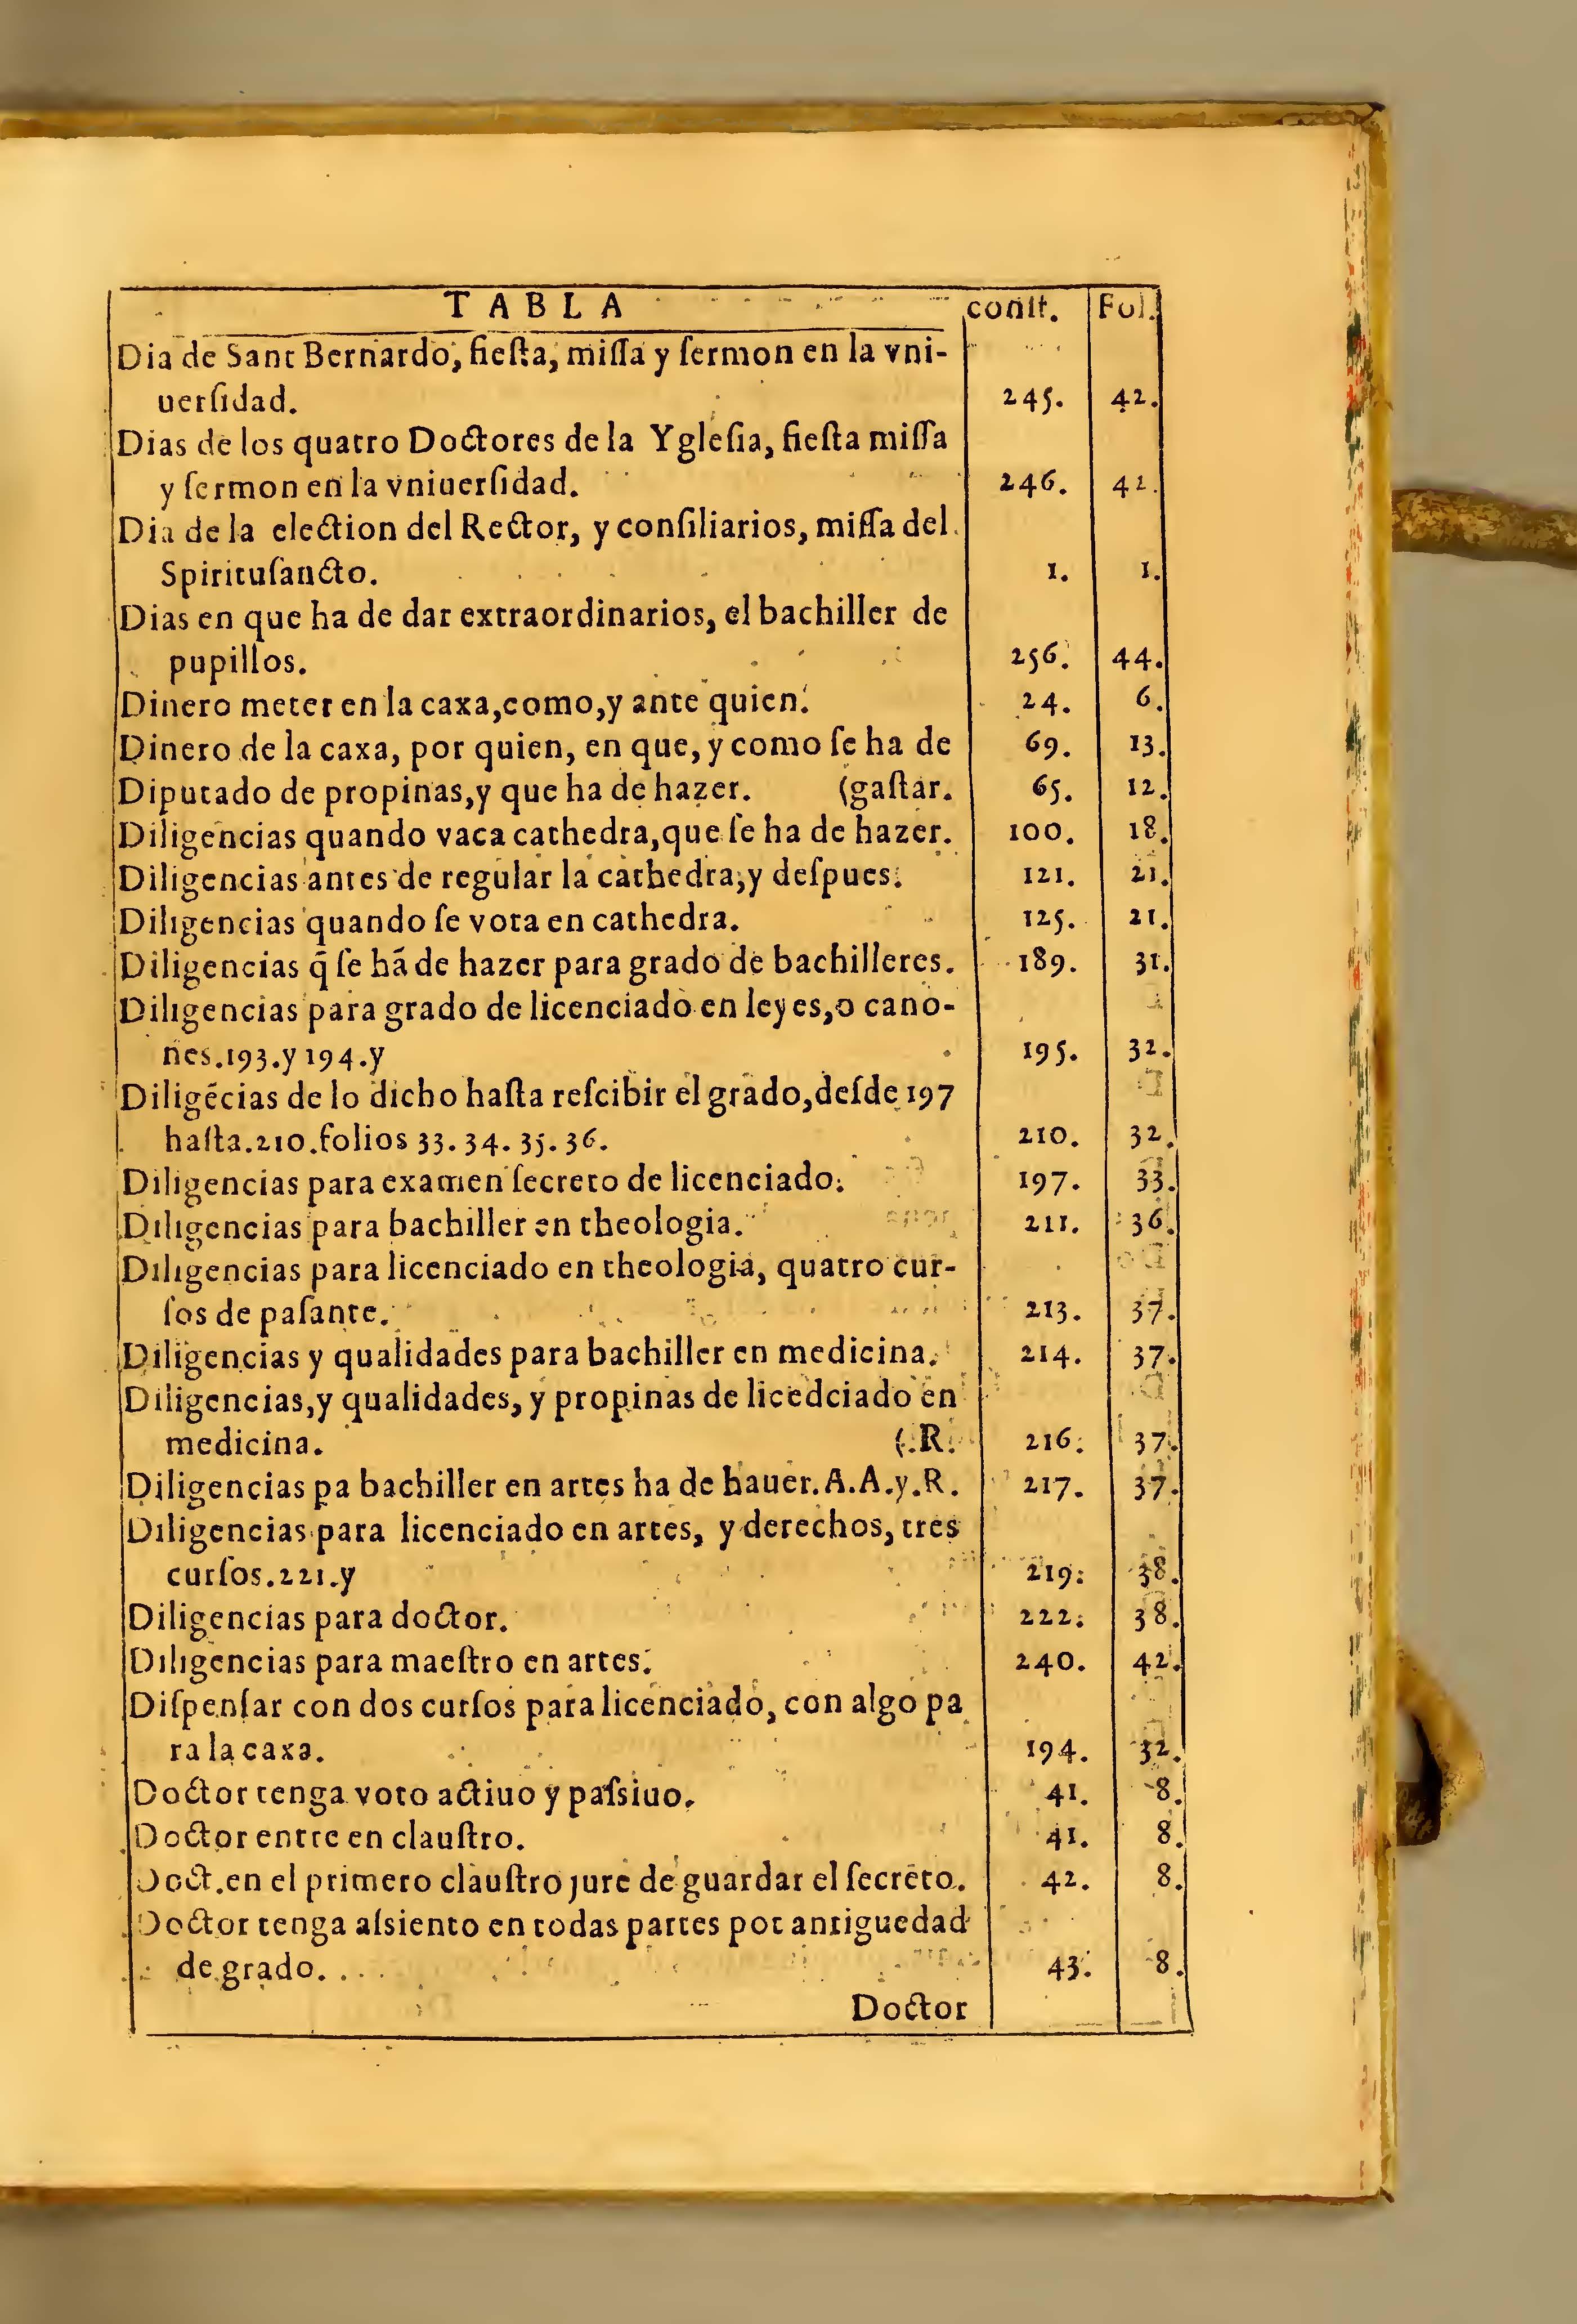 TABLA conſt. Fol.
Dia de Sant Bernardo, fieſta, miſſa y ſermon en la vni-
uerſidad. 245. 42.
Dias de los quatro Doctores de la Ygleſia, fieſta miſſa
y ſermon en la vniuerſidad. 246. 42.
Dia de la election del Rector, y conſiliarios, miſſa del
Spirituſancto. 1. 1.
Dias en que ha de dar extraordinarios, el bachiller de
pupillos. 256. 44.
Dinero meter en la caxa,como,y ante quien. 24. 6.
Dinero de la caxa, por quien, en que, y como ſe ha de 69. 13.
Diputado de propinas,y que ha de hazer. (gaſtar. 65. 12.
Diligencias quando vaca cathedra,que ſe ha de hazer. 100. 18.
Diligencias antes de regular la cathedra,y deſpues. 121. 21.
Diligencias quando ſe vota en cathedra. 125. 21.
Diligencias q̃ ſe hã de hazer para grado de bachilleres. 189. 31.
Diligencias para grado de licenciado en leyes,o cano-
nes.193.y 194.y 195. 32.
Diligẽcias de lo dicho haſta reſcibir el grado,deſde 197
haſta.210.folios 33. 34. 35. 36. 210. 32.
Diligencias para examen ſecreto de licenciado. 197. 33.
Diligencias para bachiller en theologia. 211. 36.
Diligencias para licenciado en theologia, quatro cur-
ſos de paſante. 213. 37.
Diligencias y qualidades para bachiller en medicina. 214. 37.
Diligencias,y qualidades, y propinas de licedciado en
medicina. (.R. 216. 37.
Diligencias pa bachiller en artes ha de hauer.A.A.y.R. 217. 37.
Diligencias para licenciado en artes, y derechos, tres
curſos.221.y 219. 38.
Diligencias para doctor. 222. 38.
Diligencias para maeſtro en artes. 240. 42.
Diſpenſar con dos curſos para licenciado, con algo pa
ra la caxa. 194. 32.
Doctor tenga voto actiuo y paſsiuo. 41. 8.
Doctor entre en clauſtro. 41. 8.
Doct.en el primero clauſtro jure de guardar el ſecreto. 42. 8.
Doctor tenga aſsiento en todas partes pot antiguedad
de grado. 43. 8.
Doctor